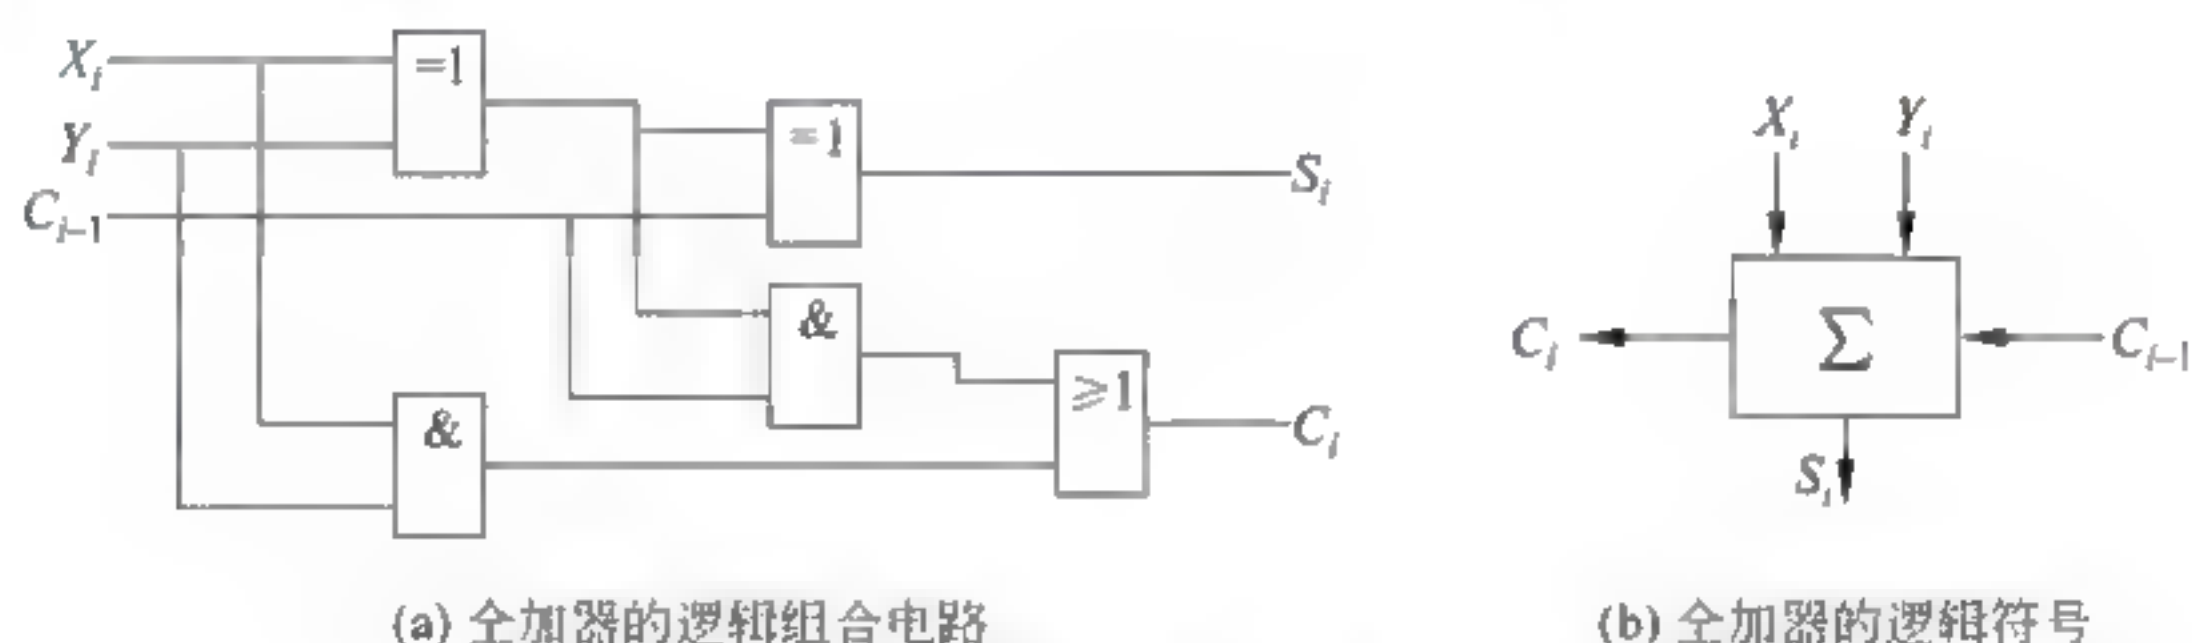 Xᵢ
Yᵢ
Cᵢ₋₁
=1
=1
&
&
≥1
Sᵢ
Cᵢ
(a) 全加器的逻辑组合电路
Xᵢ
Yᵢ
Cᵢ
Σ
Cᵢ₋₁
Sᵢ
(b) 全加器的逻辑符号